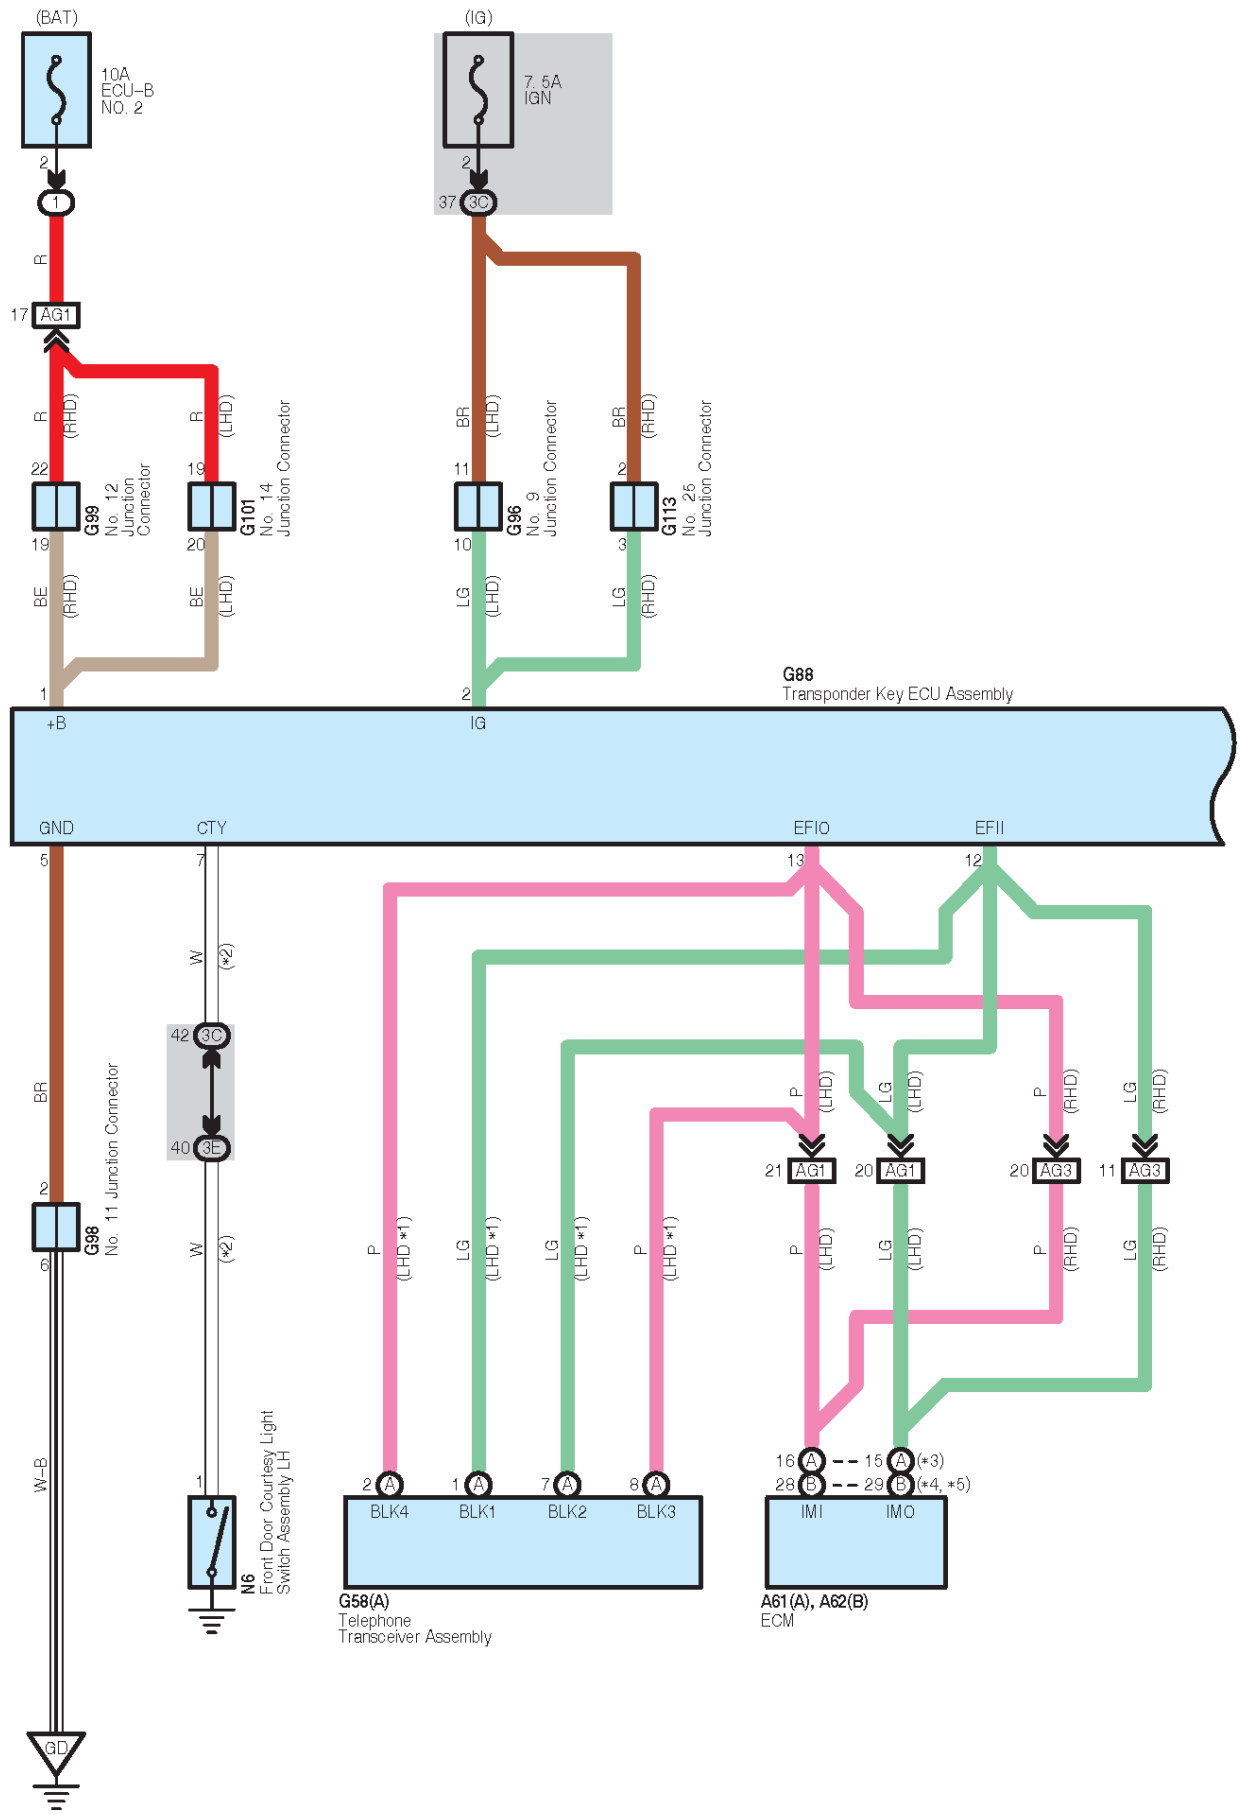 (BAT)
(IG)
10A
ECU-B
NO. 2
7. 5A
IGN
2
2
1
37
3C
R
17
AG1
R
(RHD)
R
(LHD)
BR
(LHD)
BR
(RHD)
22
19
11
2
G99
No. 12
Junction
Connector
G101
No. 14
Junction Connector
G96
No. 9
Junction Connector
G113
No. 25
Junction Connector
19
20
10
3
BE
(RHD)
BE
(LHD)
LG
(LHD)
LG
(RHD)
1
2
G88
Transponder Key ECU Assembly
+B
IG
GND
CTY
EFIO
EFII
5
7
13
12
W
(*2)
42
3C
40
3E
BR
P
(LHD)
LG
(LHD)
P
(RHD)
LG
(RHD)
21
AG1
20
AG1
20
AG3
11
AG3
2
G98
No. 11 Junction Connector
6
W
(*2)
P
(LHD *1)
LG
(LHD *1)
LG
(LHD *1)
P
(LHD *1)
P
(LHD)
LG
(LHD)
P
(RHD)
LG
(RHD)
W-B
1
2
A
1
A
7
A
8
A
16
A
15
A
(*3)
28
B
29
B
(*4, *5)
BLK4
BLK1
BLK2
BLK3
IMI
IMO
N6
Front Door Courtesy Light
Switch Assembly LH
G58(A)
Telephone
Transceiver Assembly
A61(A), A62(B)
ECM
GD